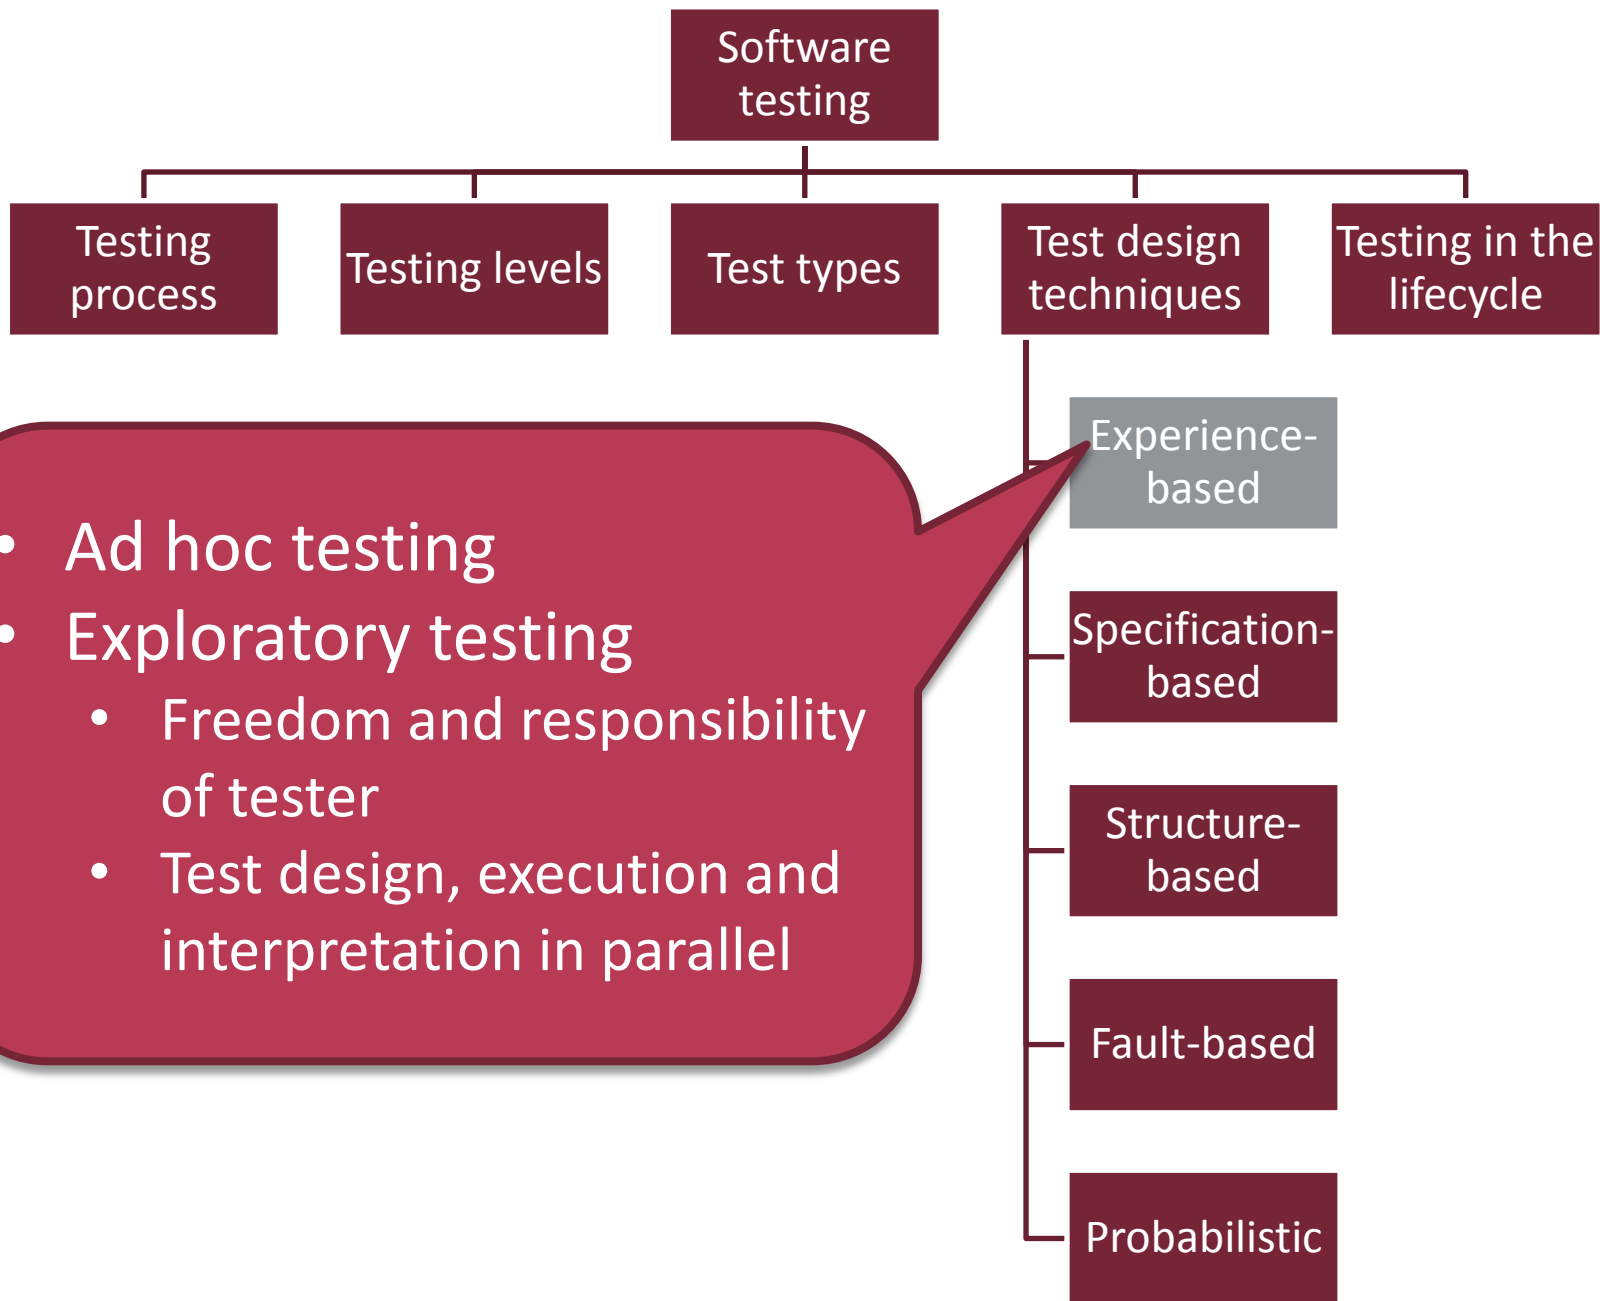 Software
testing
Testing
process
Testing levels
Test types
Test design
techniques
Testing in the
lifecycle
Experience-
based
• Ad hoc testing
• Exploratory testing
• Freedom and responsibility
of tester
• Test design, execution and
interpretation in parallel
Specification-
based
Structure-
based
Fault-based
Probabilistic